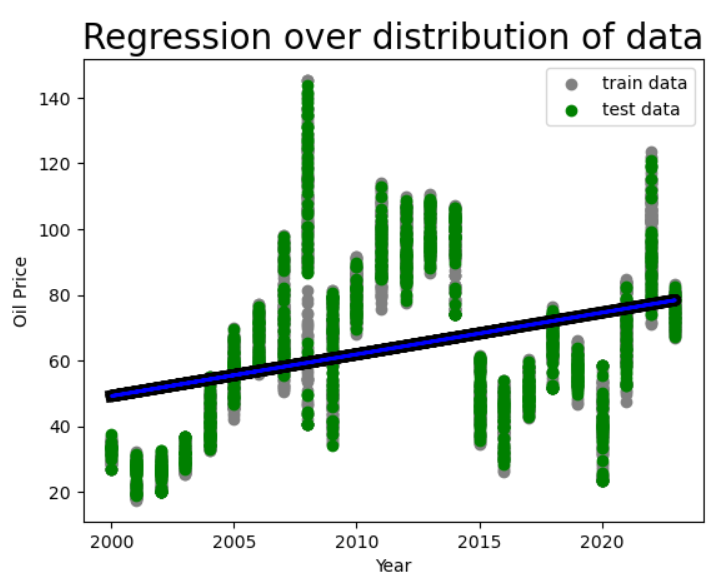 Regression over distribution of data
train data
test data
140
120
100
80
60
40
20
Oil Price
2000
2005
2010
2015
2020
Year